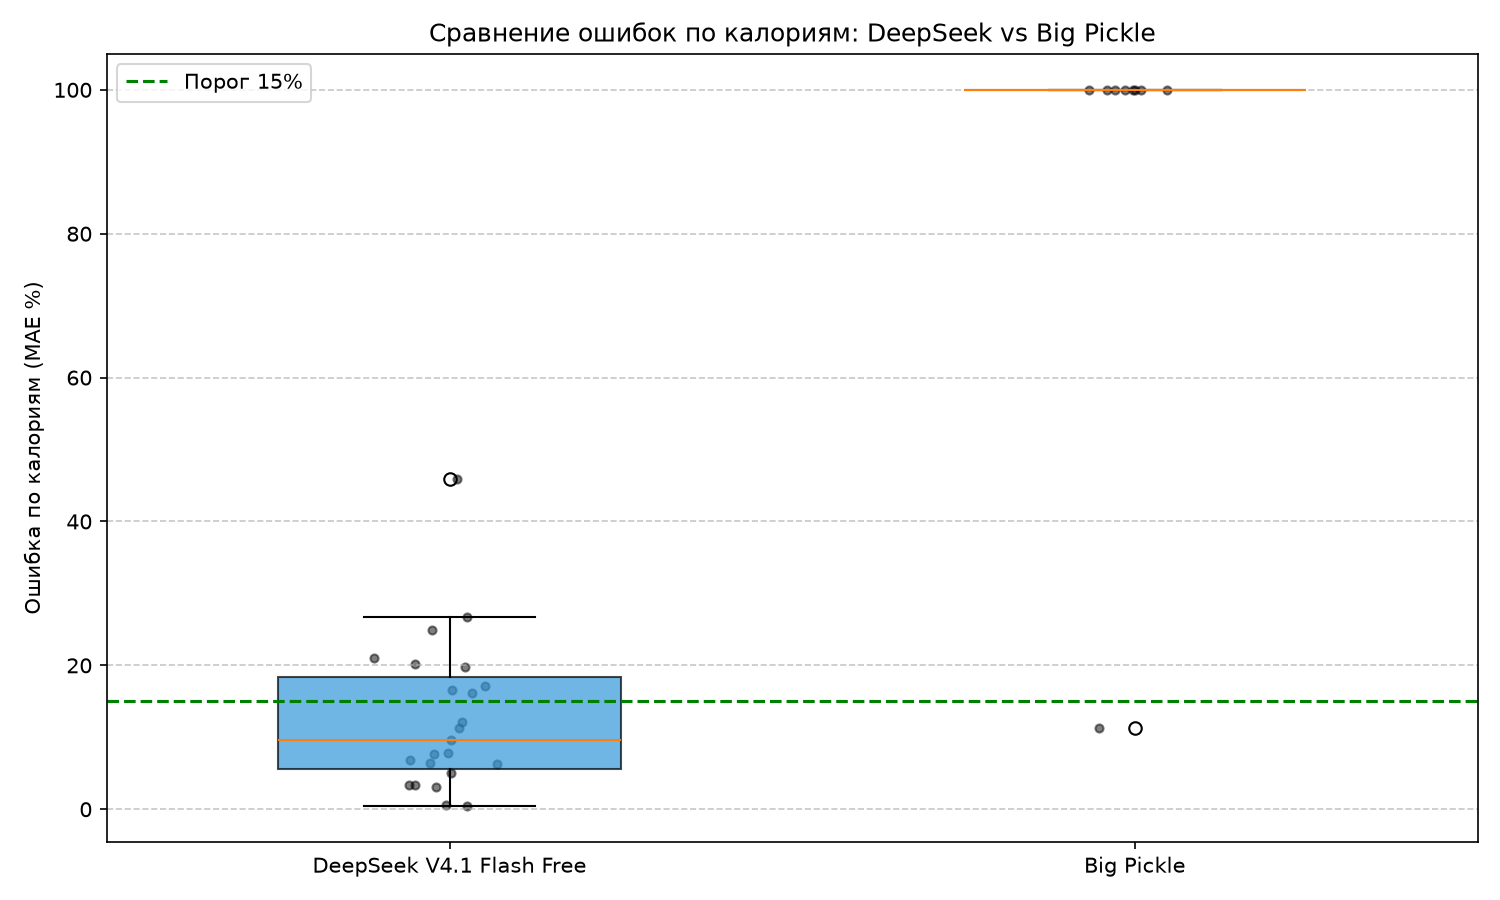 Сравнение ошибок по калориям: DeepSeek vs Big Pickle
Порог 15%
Ошибка по калориям (MAE %)
100
80
60
40
20
0
DeepSeek V4.1 Flash Free
Big Pickle